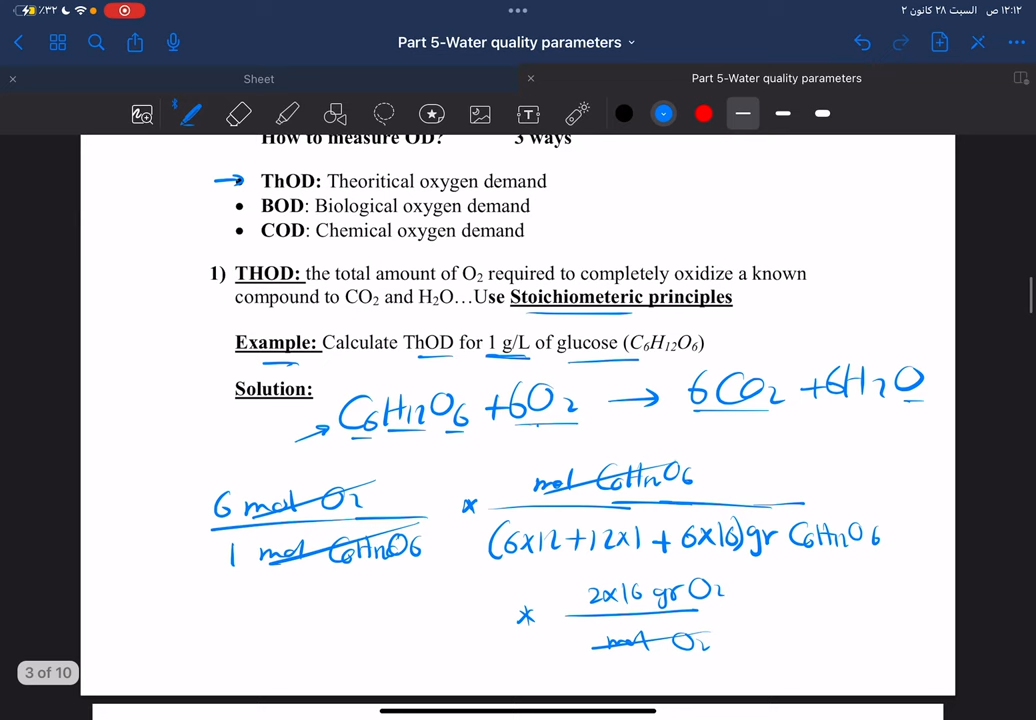 ٪٣٢ ١٢:١٢ ص السبت ٢٨ كانون ٢
Part 5-Water quality parameters
Sheet
Part 5-Water quality parameters
How to measure OD? 3 ways
ThOD: Theoritical oxygen demand
• BOD: Biological oxygen demand
• COD: Chemical oxygen demand
1) THOD: the total amount of O₂ required to completely oxidize a known
compound to CO₂ and H₂O…Use Stoichiometeric principles
Example: Calculate ThOD for 1 g/L of glucose (C₆H₁₂O₆)
Solution:
C₆H₁₂O₆ + 6O₂ → 6CO₂ + 6H₂O
6 mol O₂ * mol C₆H₁₂O₆
1 mol C₆H₁₂O₆ (6×12+12×1+6×16)gr C₆H₁₂O₆
* 2×16 gr O₂
mol O₂
3 of 10